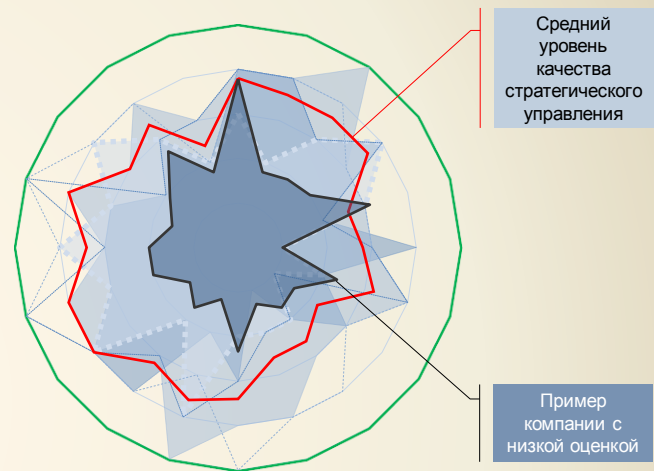 Средний
уровень
качества
стратегического
управления
Пример
компании с
низкой оценкой